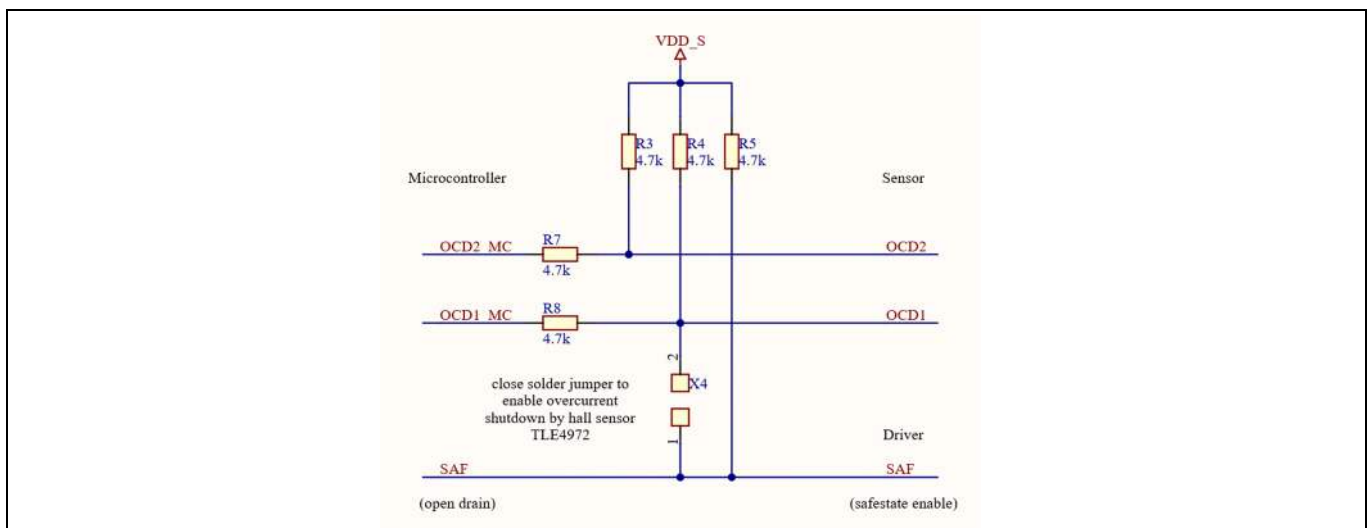 VDD_S
R3 R4 R5
4.7k 4.7k 4.7k
Microcontroller Sensor
OCD2_MC R7 OCD2
4.7k
OCD1_MC R8 OCD1
4.7k
2
close solder jumper to X4
enable overcurrent
shutdown by hall sensor
TLE4972
1
Driver
SAF SAF
(open drain) (safestate enable)